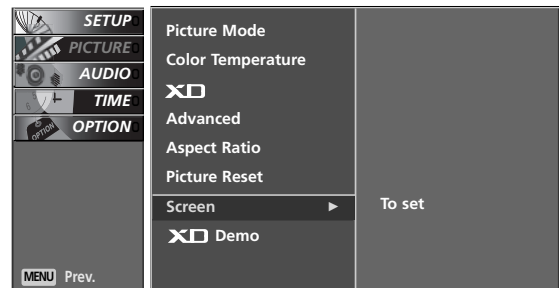 SETUP
PICTURE
AUDIO
TIME
OPTION
OPTION
MENU Prev.
Picture Mode
Color Temperature
XD
Advanced
Aspect Ratio
Picture Reset
Screen ►
XD Demo
To set